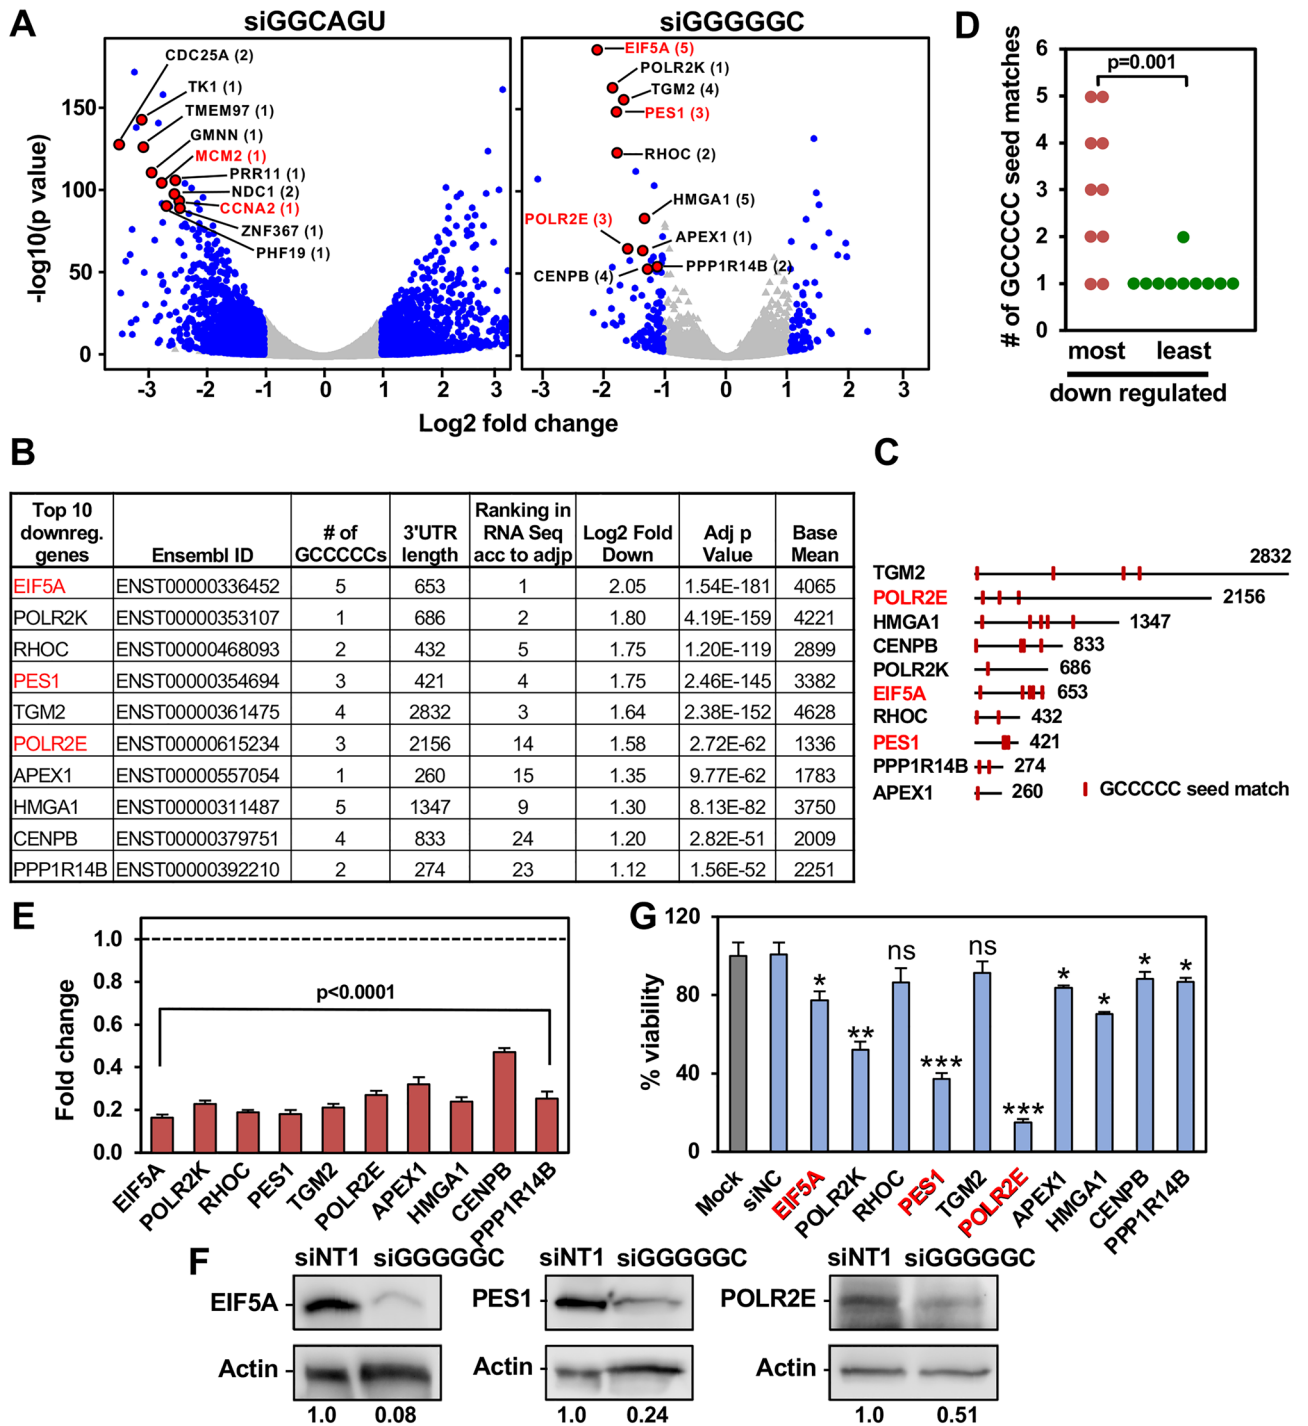 A
siGGCAGU
siGGGGGC
-log10(p value)
150
100
50
0
CDC25A (2)
TK1 (1)
TMEM97 (1)
GMNN (1)
MCM2 (1)
PRR11 (1)
NDC1 (2)
CCNA2 (1)
ZNF367 (1)
PHF19 (1)
-3 -2 -1 0 1 2 3
EIF5A (5)
POLR2K (1)
TGM2 (4)
PES1 (3)
RHOC (2)
HMGA1 (5)
POLR2E (3)
APEX1 (1)
CENPB (4)
PPP1R14B (2)
-3 -2 -1 0 1 2 3
Log2 fold change
D
# of GCCCCC seed matches
6
5
4
3
2
1
0
p=0.001
most least
down regulated
B
Top 10 downreg. genes | Ensembl ID | # of GCCCCCs | 3'UTR length | Ranking in RNA Seq acc to adjp | Log2 Fold Down | Adj p Value | Base Mean
EIF5A ENST00000336452 5 653 1 2.05 1.54E-181 4065
POLR2K ENST00000353107 1 686 2 1.80 4.19E-159 4221
RHOC ENST00000468093 2 432 5 1.75 1.20E-119 2899
PES1 ENST00000354694 3 421 4 1.75 2.46E-145 3382
TGM2 ENST00000361475 4 2832 3 1.64 2.38E-152 4628
POLR2E ENST00000615234 3 2156 14 1.58 2.72E-62 1336
APEX1 ENST00000557054 1 260 15 1.35 9.77E-62 1783
HMGA1 ENST00000311487 5 1347 9 1.30 8.13E-82 3750
CENPB ENST00000379751 4 833 24 1.20 2.82E-51 2009
PPP1R14B ENST00000392210 2 274 23 1.12 1.56E-52 2251
C
TGM2 2832
POLR2E 2156
HMGA1 1347
CENPB 833
POLR2K 686
EIF5A 653
RHOC 432
PES1 421
PPP1R14B 274
APEX1 260
GCCCCC seed match
E
Fold change
1.0
0.8
0.6
0.4
0.2
0.0
p<0.0001
EIF5A POLR2K RHOC PES1 TGM2 POLR2E APEX1 HMGA1 CENPB PPP1R14B
G
% viability
120
80
40
0
* ** ns *** ns *** * * * *
Mock siNC EIF5A POLR2K RHOC PES1 TGM2 POLR2E APEX1 HMGA1 CENPB PPP1R14B
F
siNT1 siGGGGGC
EIF5A
Actin
1.0 0.08
siNT1 siGGGGGC
PES1
Actin
1.0 0.24
siNT1 siGGGGGC
POLR2E
Actin
1.0 0.51